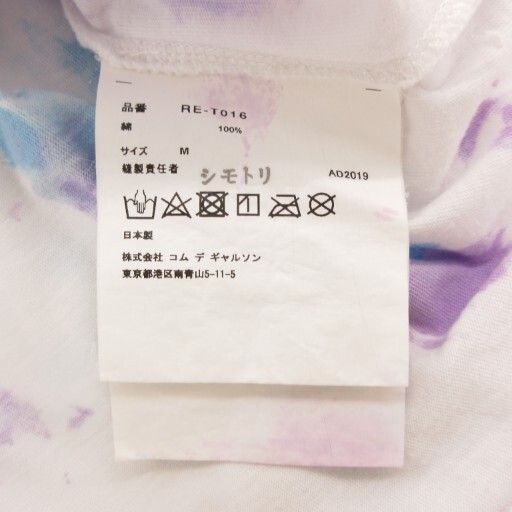 品番 RE-T016
綿 100%
サイズ M
縫製責任者 シモトリ AD2019
日本製
株式会社 コム デ ギャルソン
東京都港区南青山5-11-5